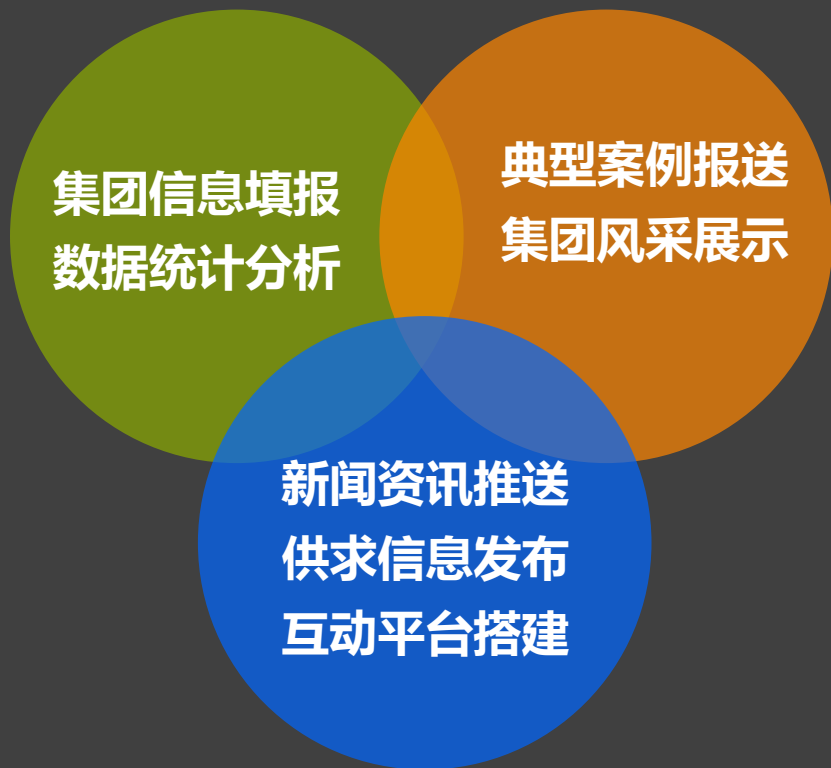 集团信息填报
数据统计分析
典型案例报送
集团风采展示
新闻资讯推送
供求信息发布
互动平台搭建